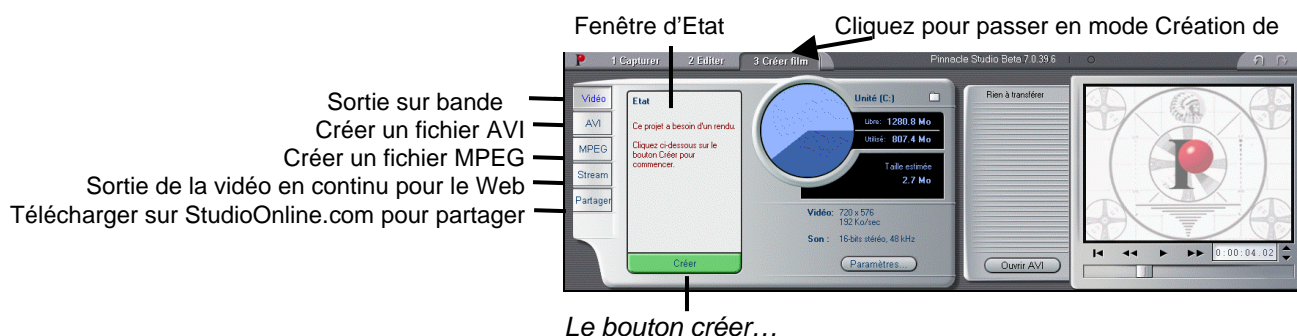 Fenêtre d’Etat
Cliquez pour passer en mode Création de
1 Capturer 2 Editer 3 Créer film Pinnacle Studio Beta 7.0.39.6
Sortie sur bande
Créer un fichier AVI
Créer un fichier MPEG
Sortie de la vidéo en continu pour le Web
Télécharger sur StudioOnline.com pour partager
Vidéo
AVI
MPEG
Stream
Partager
Etat
Ce projet a besoin d'un rendu.
Cliquez ci-dessous sur le
bouton Créer pour
commencer.
Créer
Unité (C:)
Libre: 1280.8 Mo
Utilisé: 807.4 Mo
Taille estimée
2.7 Mo
Vidéo: 720 x 576
192 Ko/sec
Son : 16-bits stéréo, 48 kHz
Paramètres...
Rien à transférer
Ouvrir AVI
0:00:04.02
Le bouton créer…